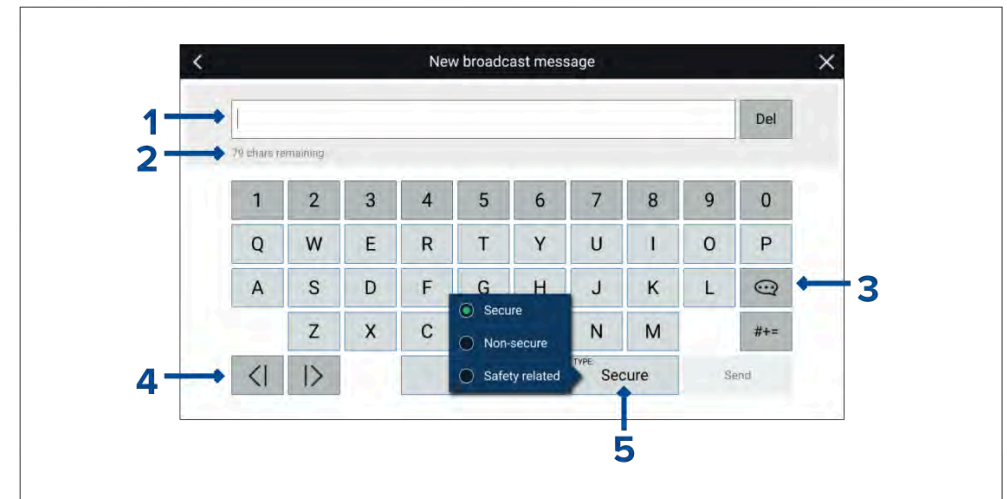 New broadcast message
1
Del
2
79 chars remaining
1 2 3 4 5 6 7 8 9 0
Q W E R T Y U I O P
A S D F G H J K L
3
Secure
Z X C N M #+=
Non-secure
TYPE:
4
<| |> Safety related Secure Send
5